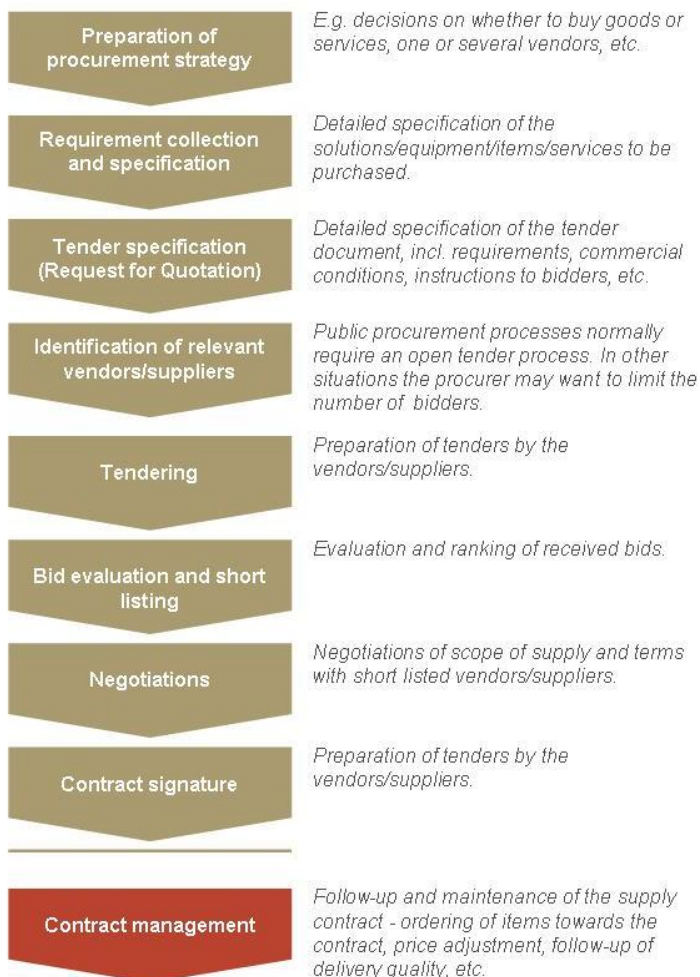 Preparation of
procurement strategy
E.g. decisions on whether to buy goods or
services, one or several vendors, etc.
Requirement collection
and specification
Detailed specification of the
solutions/equipment/items/services to be
purchased.
Tender specification
(Request for Quotation)
Detailed specification of the tender
document, incl. requirements, commercial
conditions, instructions to bidders, etc.
Identification of relevant
vendors/suppliers
Public procurement processes normally
require an open tender process. In other
situations the procurer may want to limit the
number of bidders.
Tendering
Preparation of tenders by the
vendors/suppliers.
Bid evaluation and short
listing
Evaluation and ranking of received bids.
Negotiations
Negotiations of scope of supply and terms
with short listed vendors/suppliers.
Contract signature
Preparation of tenders by the
vendors/suppliers.
Contract management
Follow-up and maintenance of the supply
contract - ordering of items towards the
contract, price adjustment, follow-up of
delivery quality, etc.